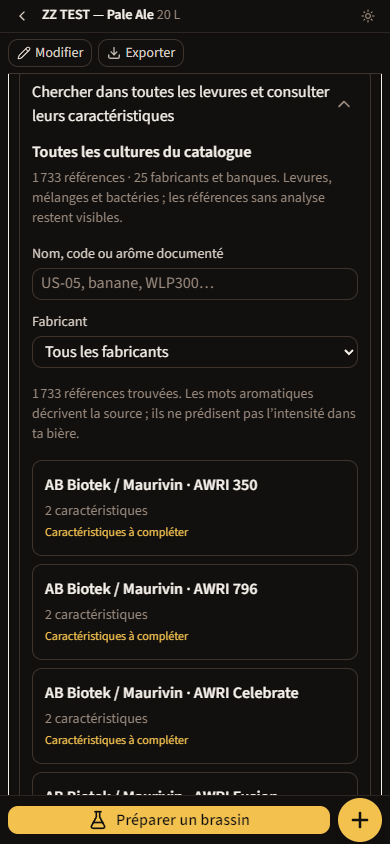 ZZ TEST — Pale Ale 20 L
Modifier
Exporter
Chercher dans toutes les levures et consulter
leurs caractéristiques
Toutes les cultures du catalogue
1733 références · 25 fabricants et banques. Levures,
mélanges et bactéries ; les références sans analyse
restent visibles.
Nom, code ou arôme documenté
US-05, banane, WLP300…
Fabricant
Tous les fabricants
1733 références trouvées. Les mots aromatiques
décrivent la source ; ils ne prédisent pas l'intensité dans
ta bière.
AB Biotek / Maurivin · AWRI 350
2 caractéristiques
Caractéristiques à compléter
AB Biotek / Maurivin · AWRI 796
2 caractéristiques
Caractéristiques à compléter
AB Biotek / Maurivin · AWRI Celebrate
2 caractéristiques
Caractéristiques à compléter
AB Biotek / Maurivin · AWRI Fusion
Préparer un brassin